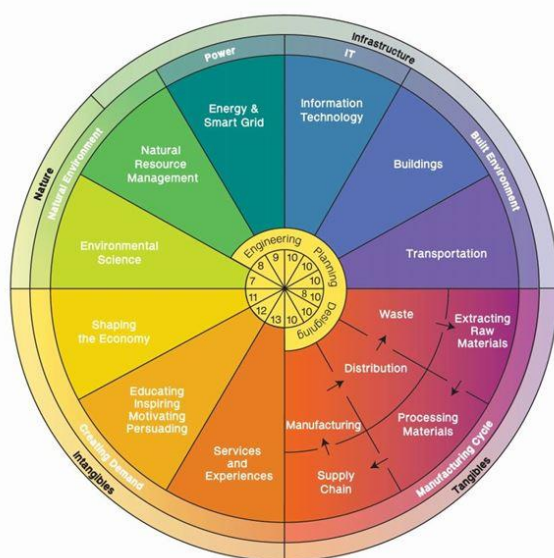 Infrastructure
Power
IT
Energy &
Smart Grid
Information
Technology
Natural
Resource
Management
Buildings
Nature
Natural Environment
Built Environment
Environmental
Science
Transportation
Engineering
Planning
Designing
9
10
8
10
7
10
11
8
10
12
10
13
10
Shaping
the Economy
Waste
Extracting
Raw
Materials
Distribution
Educating
Inspiring
Motivating
Persuading
Manufacturing
Processing
Materials
Services
and
Experiences
Supply
Chain
Creating Demand
Intangibles
Manufacturing Cycle
Tangibles